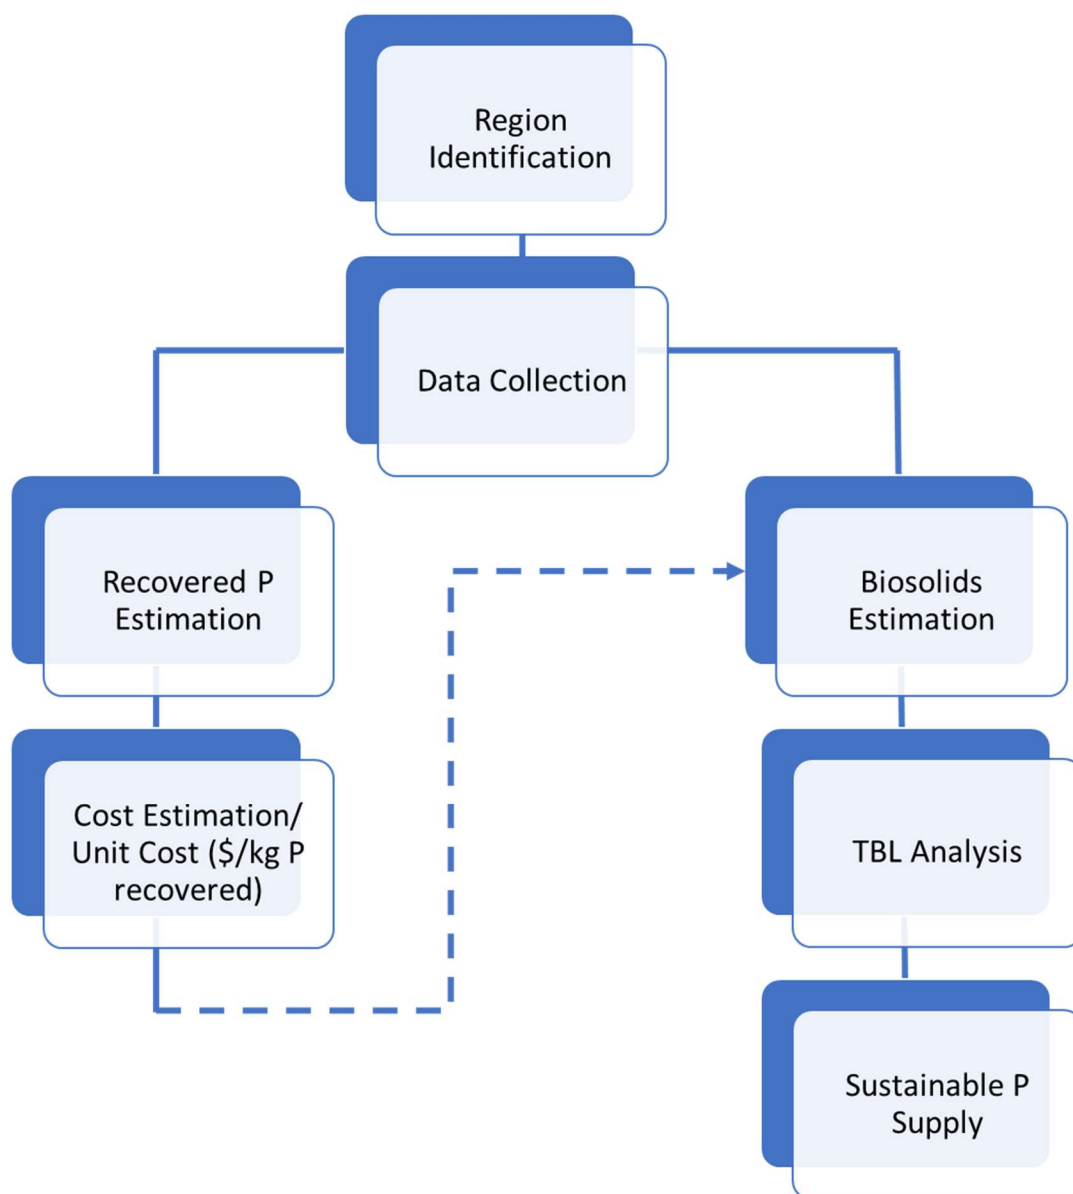 Region
Identification
Data Collection
Recovered P
Estimation
Biosolids
Estimation
Cost Estimation/
Unit Cost ($/kg P
recovered)
TBL Analysis
Sustainable P
Supply